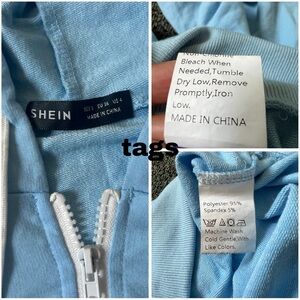 SHEIN
MADE IN CHINA
Bleach When
Needed,Tumble
Dry Low,Remove
Promptly,Iron
Low.
MADE IN CHINA
tags
Polyester 95%
Spandex 5%
Machine Wash
Cold Gentle,With
Like Colors.